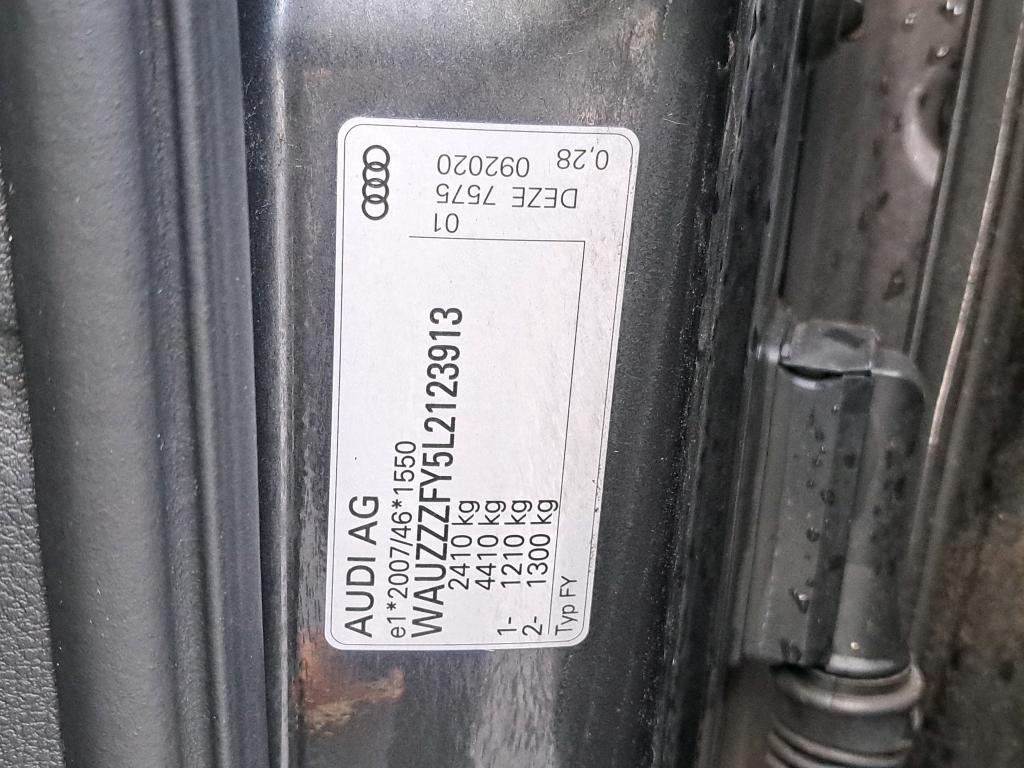 AUDI AG
e1*2007/46*1550
WAUZZZFY5L2123913
2410 kg
4410 kg
1- 1210 kg
2- 1300 kg
Typ FY
01
DEZE 7575
092020
0,28